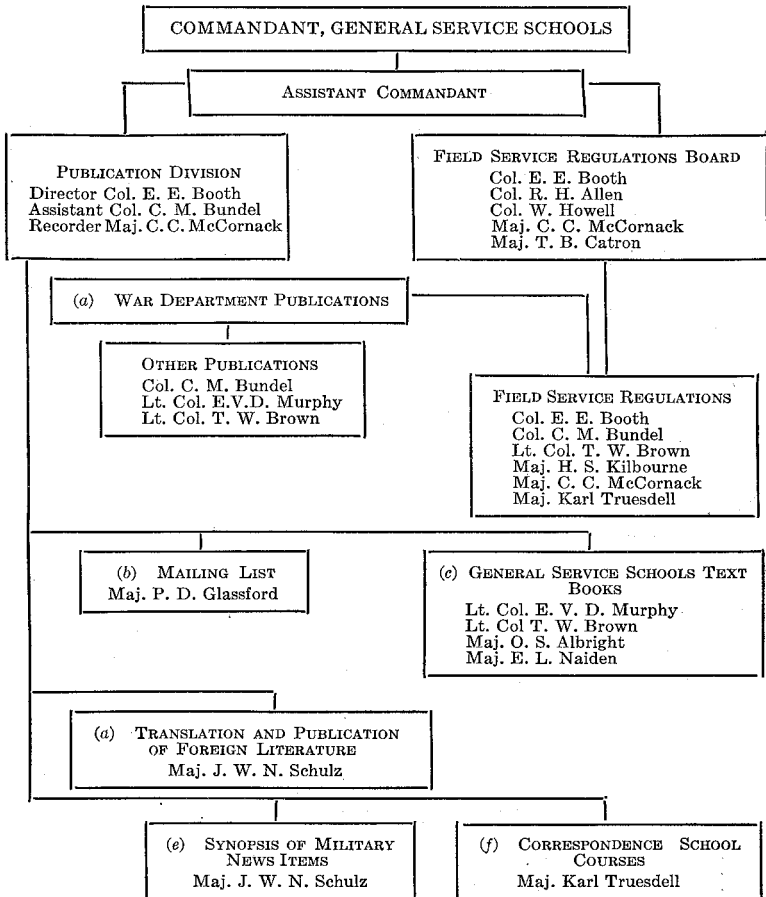 COMMANDANT, GENERAL SERVICE SCHOOLS
ASSISTANT COMMANDANT
PUBLICATION DIVISION
Director Col. E. E. Booth
Assistant Col. C. M. Bundel
Recorder Maj. C. C. McCornack
FIELD SERVICE REGULATIONS BOARD
Col. E. E. Booth
Col. R. H. Allen
Col. W. Howell
Maj. C. C. McCornack
Maj. T. B. Catron
(a) WAR DEPARTMENT PUBLICATIONS
OTHER PUBLICATIONS
Col. C. M. Bundel
Lt. Col. E.V.D. Murphy
Lt. Col. T. W. Brown
FIELD SERVICE REGULATIONS
Col. E. E. Booth
Col. C. M. Bundel
Lt. Col. T. W. Brown
Maj. H. S. Kilbourne
Maj. C. C. McCornack
Maj. Karl Truesdell
(b) MAILING LIST
Maj. P. D. Glassford
(c) GENERAL SERVICE SCHOOLS TEXT
BOOKS
Lt. Col. E. V. D. Murphy
Lt. Col T. W. Brown
Maj. O. S. Albright
Maj. E. L. Naiden
(a) TRANSLATION AND PUBLICATION
OF FOREIGN LITERATURE
Maj. J. W. N. Schulz
(e) SYNOPSIS OF MILITARY
NEWS ITEMS
Maj. J. W. N. Schulz
(f) CORRESPONDENCE SCHOOL
COURSES
Maj. Karl Truesdell